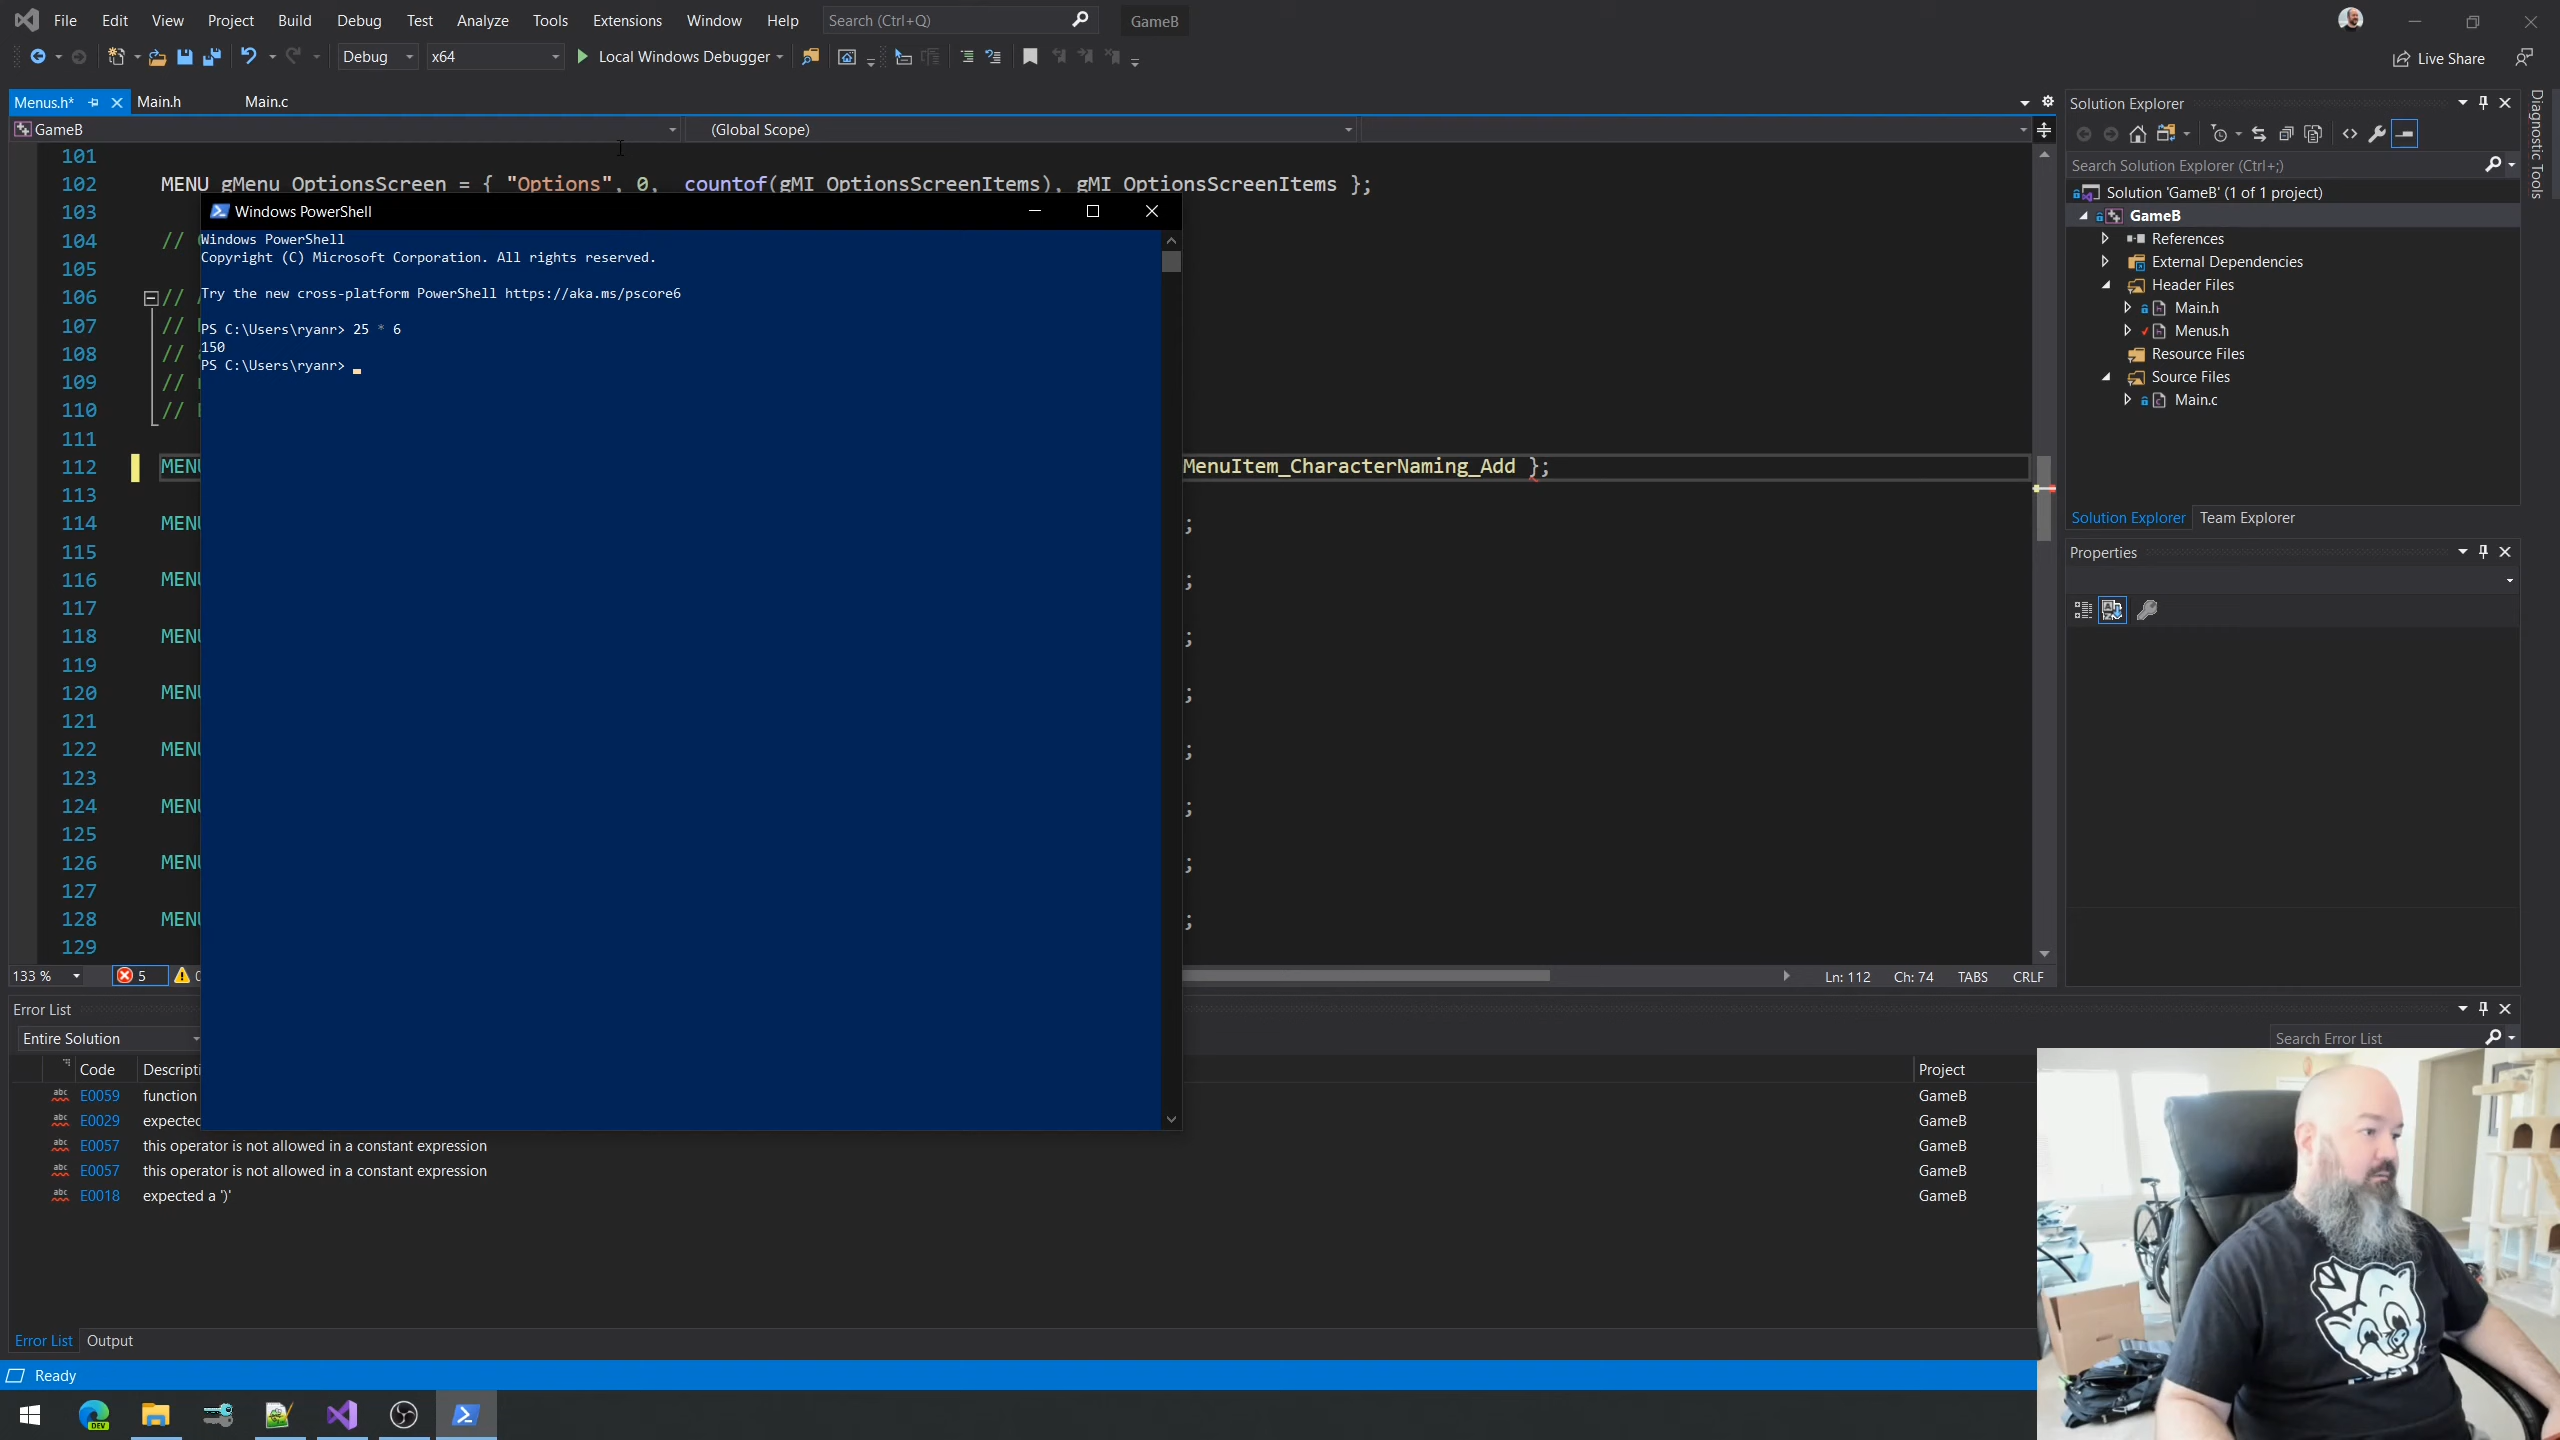 File Edit View Project Build Debug Test Analyze Tools Extensions Window Help Search (Ctrl+Q) GameB
Debug x64 Local Windows Debugger Live Share
Menus.h* Main.h Main.c
GameB (Global Scope)
101
102 MENU gMenu_OptionsScreen = { "Options", 0, _countof(gMI_OptionsScreenItems), gMI_OptionsScreenItems };
103
104 //
105
106 //
107 //
108 //
109 //
110 //
111
112 MENU MenuItem_CharacterNaming_Add };
113
114 MENU ;
115
116 MENU ;
117
118 MENU ;
119
120 MENU ;
121
122 MENU ;
123
124 MENU ;
125
126 MENU ;
127
128 MENU ;
129
133 % 5 Ln: 112 Ch: 74 TABS CRLF
Windows PowerShell
Windows PowerShell
Copyright (C) Microsoft Corporation. All rights reserved.
Try the new cross-platform PowerShell https://aka.ms/pscore6
PS C:\Users\ryanr> 25 * 6
150
PS C:\Users\ryanr>
Solution Explorer
Search Solution Explorer (Ctrl+;)
Solution 'GameB' (1 of 1 project)
GameB
References
External Dependencies
Header Files
Main.h
Menus.h
Resource Files
Source Files
Main.c
Solution Explorer Team Explorer
Properties
Diagnostic Tools
Error List
Entire Solution Search Error List
Code Descripti Project
E0059 function GameB
E0029 expected GameB
E0057 this operator is not allowed in a constant expression GameB
E0057 this operator is not allowed in a constant expression GameB
E0018 expected a ')' GameB
Error List Output
Ready
DEV